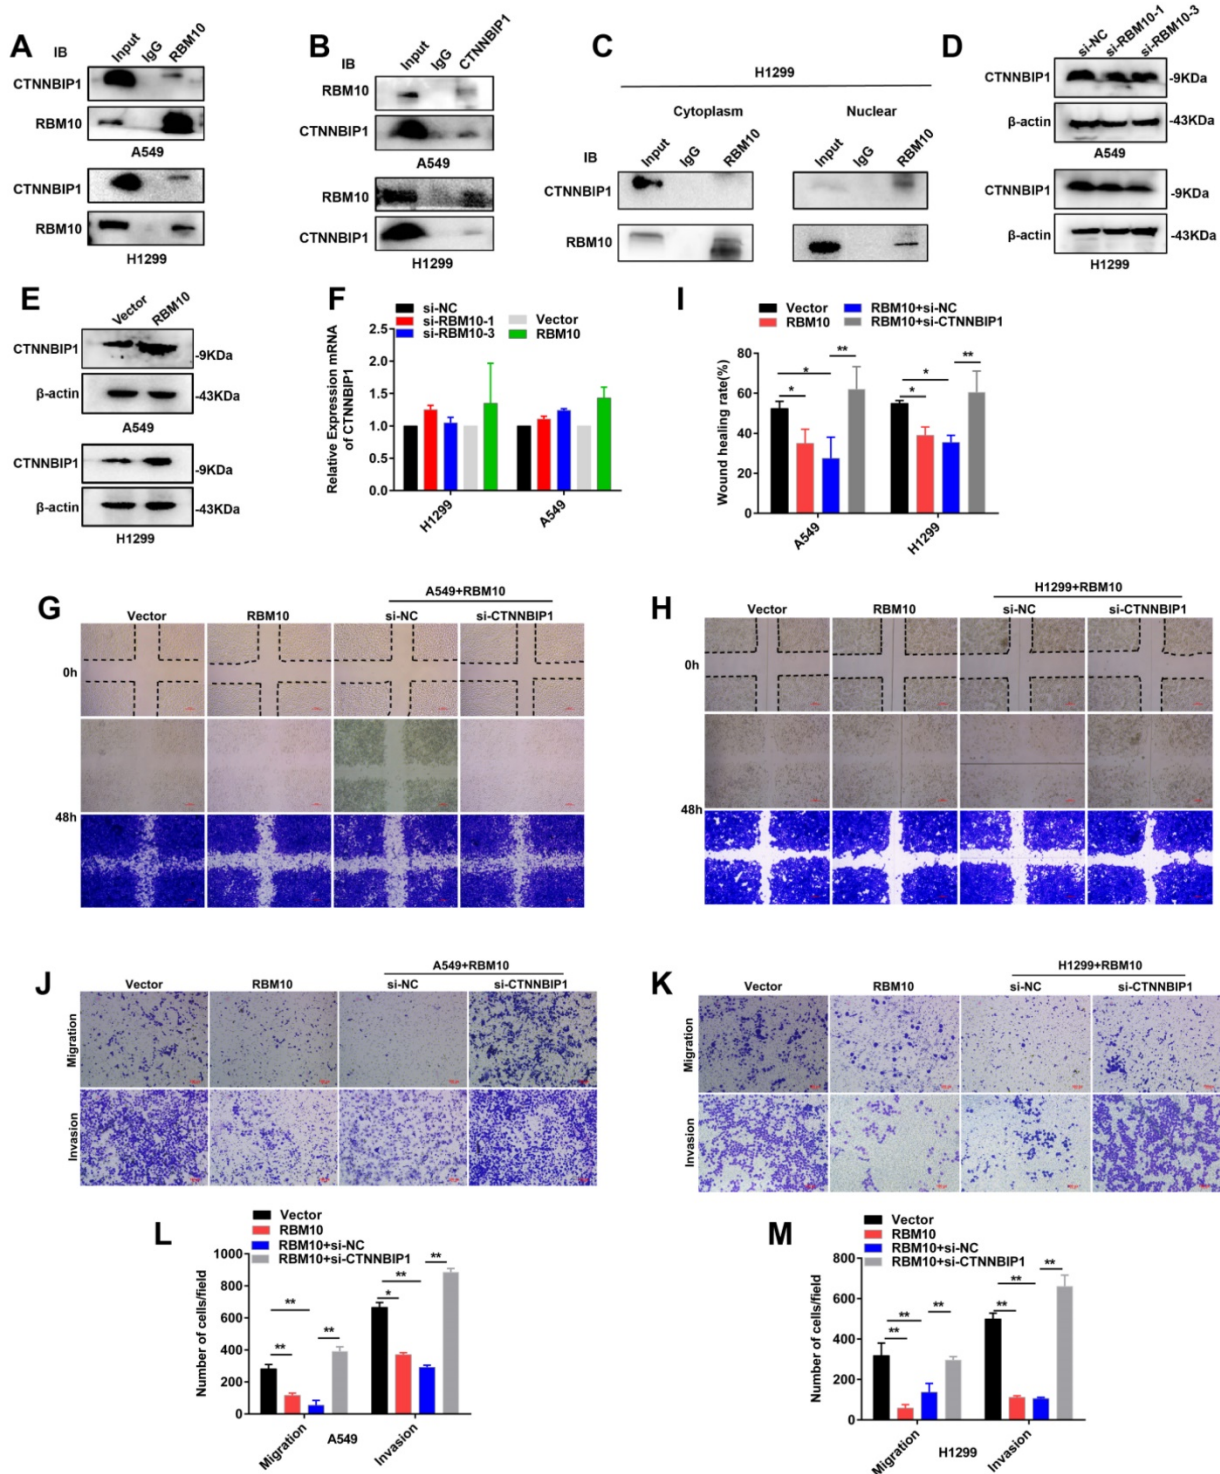 A
IB
Input
IgG
RBM10
CTNNBIP1
RBM10
A549
CTNNBIP1
RBM10
H1299
B
IB
Input
IgG
CTNNBIP1
RBM10
CTNNBIP1
A549
RBM10
CTNNBIP1
H1299
C
H1299
Cytoplasm
Nuclear
IB
Input
IgG
RBM10
Input
IgG
RBM10
CTNNBIP1
RBM10
D
si-NC
si-RBM10-1
si-RBM10-3
CTNNBIP1
-9KDa
β-actin
-43KDa
A549
CTNNBIP1
-9KDa
β-actin
-43KDa
H1299
E
Vector
RBM10
CTNNBIP1
-9KDa
β-actin
-43KDa
A549
CTNNBIP1
-9KDa
β-actin
-43KDa
H1299
F
si-NC
si-RBM10-1
si-RBM10-3
Vector
RBM10
Relative Expression mRNA
of CTNNBIP1
2.5
2.0
1.5
1.0
0.5
0.0
H1299
A549
I
Vector
RBM10
RBM10+si-NC
RBM10+si-CTNNBIP1
Wound healing rate(%)
80
60
40
20
0
*
*
**
*
*
**
A549
H1299
G
A549+RBM10
Vector
RBM10
si-NC
si-CTNNBIP1
0h
48h
H
H1299+RBM10
Vector
RBM10
si-NC
si-CTNNBIP1
0h
48h
J
A549+RBM10
Vector
RBM10
si-NC
si-CTNNBIP1
Migration
Invasion
K
H1299+RBM10
Vector
RBM10
si-NC
si-CTNNBIP1
Migration
Invasion
L
Vector
RBM10
RBM10+si-NC
RBM10+si-CTNNBIP1
Number of cells/field
1000
800
600
400
200
0
**
**
**
**
*
**
Migration
A549
Invasion
M
Vector
RBM10
RBM10+si-NC
RBM10+si-CTNNBIP1
Number of cells/field
800
600
400
200
0
**
**
**
**
**
**
Migration
H1299
Invasion